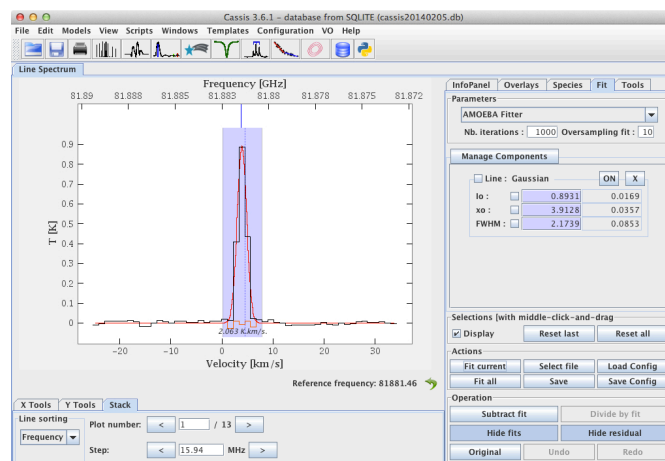 Cassis 3.6.1 - database from SQLITE (cassis20140205.db)
File Edit Models View Scripts Windows Templates Configuration VO Help
Line Spectrum
Frequency [GHz]
81.89 81.888 81.885 81.883 81.88 81.878 81.875 81.872
T [K]
0.9
0.8
0.7
0.6
0.5
0.4
0.3
0.2
0.1
0
2.063 K.km/s.
-20 -10 0 10 20 30
Velocity [km/s]
Reference frequency: 81881.46
X Tools Y Tools Stack
Line sorting
Frequency
Plot number: < 1 / 13 >
Step: < 15.94 MHz >
InfoPanel Overlays Species Fit Tools
Parameters
AMOEBA Fitter
Nb. iterations : 1000 Oversampling fit : 10
Manage Components
Line : Gaussian ON X
Io : 0.8931 0.0169
xo : 3.9128 0.0357
FWHM : 2.1739 0.0853
Selections [with middle-click-and-drag
Display Reset last Reset all
Actions
Fit current Select file Load Config
Fit all Save Save Config
Operation
Subtract fit Divide by fit
Hide fits Hide residual
Original Undo Redo